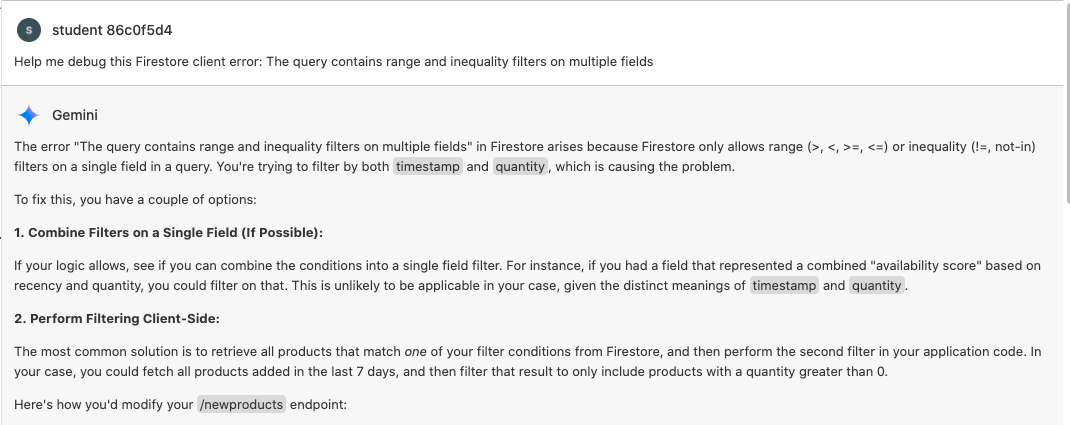 S student 86c0f5d4
Help me debug this Firestore client error: The query contains range and inequality filters on multiple fields
Gemini
The error "The query contains range and inequality filters on multiple fields" in Firestore arises because Firestore only allows range (>, <, >=, <=) or inequality (!=, not-in)
filters on a single field in a query. You're trying to filter by both timestamp and quantity, which is causing the problem.
To fix this, you have a couple of options:
1. Combine Filters on a Single Field (If Possible):
If your logic allows, see if you can combine the conditions into a single field filter. For instance, if you had a field that represented a combined "availability score" based on
recency and quantity, you could filter on that. This is unlikely to be applicable in your case, given the distinct meanings of timestamp and quantity.
2. Perform Filtering Client-Side:
The most common solution is to retrieve all products that match one of your filter conditions from Firestore, and then perform the second filter in your application code. In
your case, you could fetch all products added in the last 7 days, and then filter that result to only include products with a quantity greater than 0.
Here's how you'd modify your /newproducts endpoint: